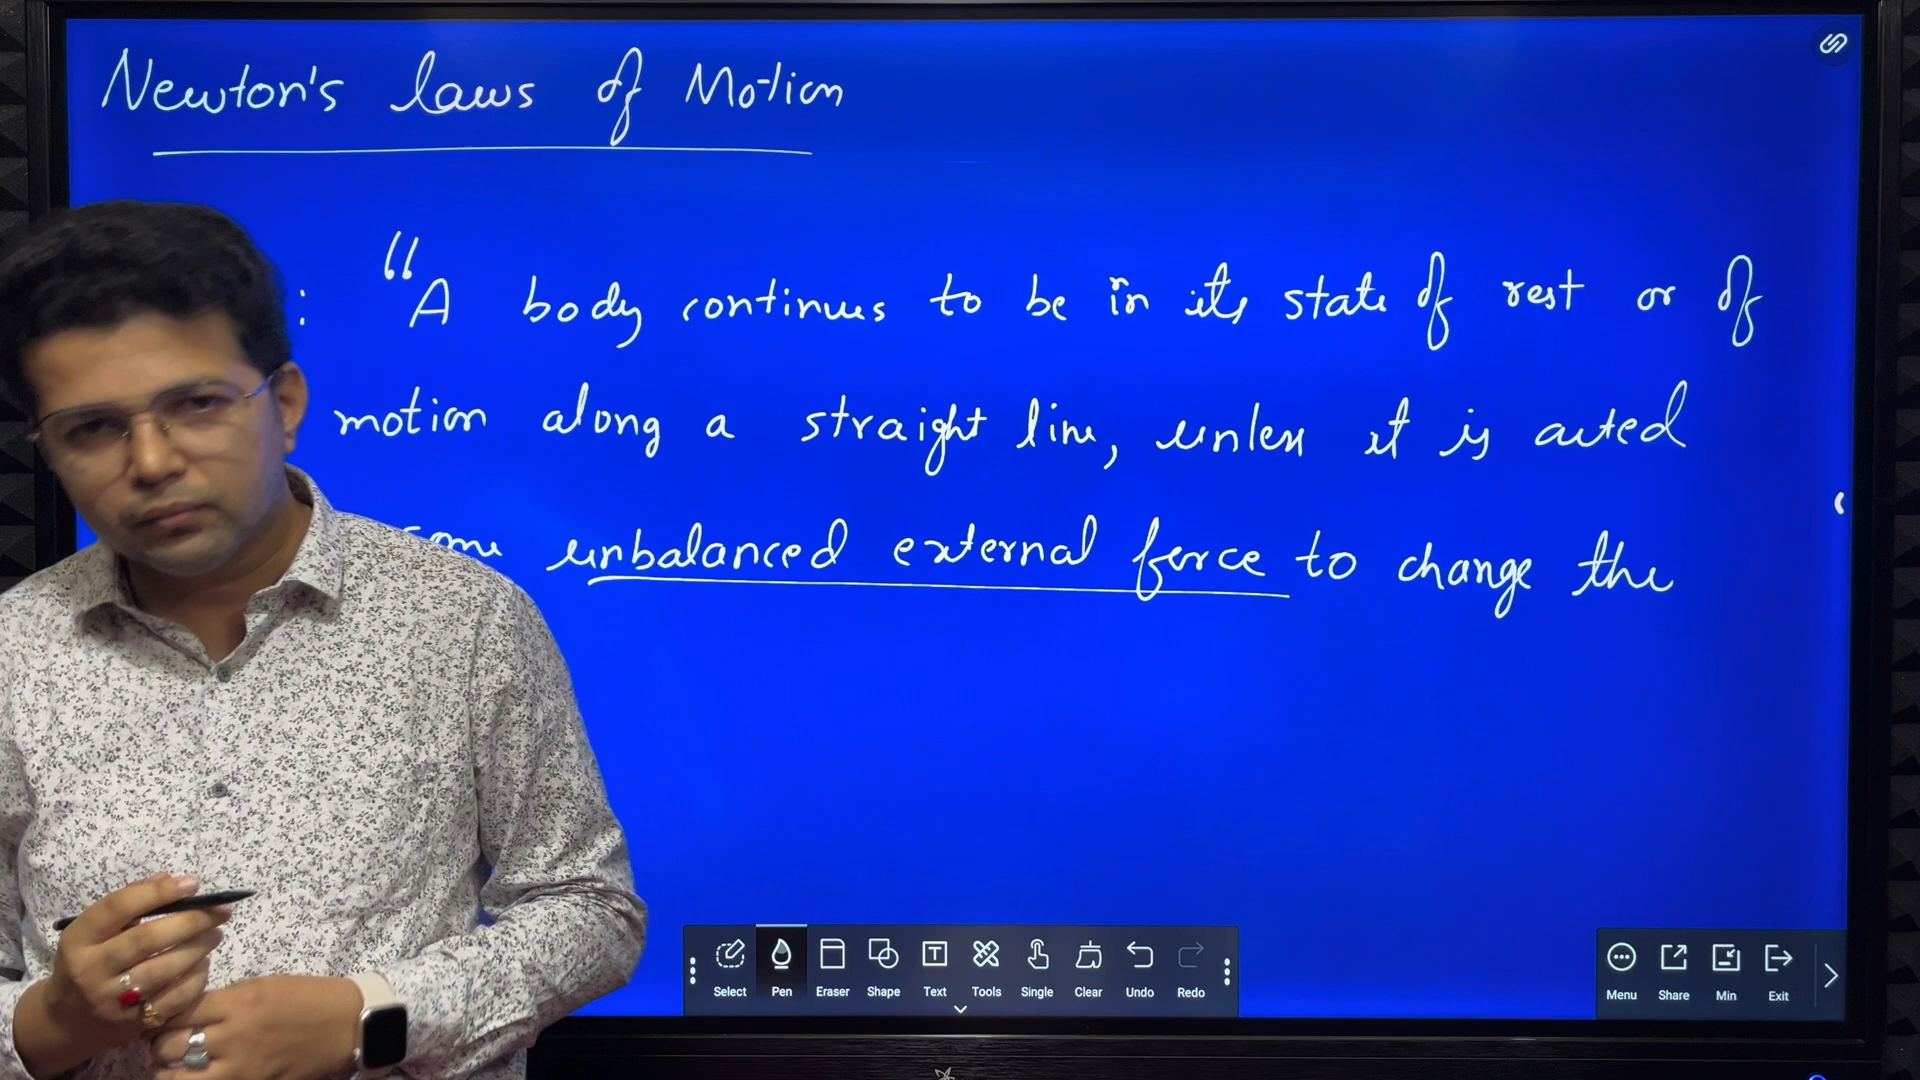 Newton's laws of Motion
: "A body continues to be in its state of rest or of
motion along a straight line, unless it is acted
some unbalanced external force to change the
Select Pen Eraser Shape Text Tools Single Clear Undo Redo
Menu Share Min Exit